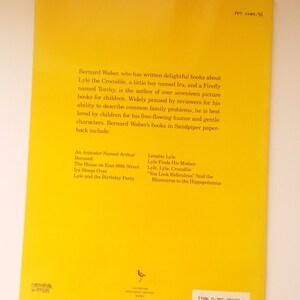 Bernard Waber, who has written delightful books about
Lyle the Crocodile, a little boy named Ira, and a Firefly
named Torchy, is the author of over seventeen picture
books for children. Widely praised by reviewers for his
ability to describe common family problems, he is best
loved by children for his free-flowing humor and gentle
characters. Bernard Waber's books in Sandpiper paper-
back include:
An Anteater Named Arthur
Bernard
The House on East 88th Street
Ira Sleeps Over
Lyle and the Birthday Party
Lovable Lyle
Lyle Finds His Mother
Lyle, Lyle, Crocodile
"You Look Ridiculous" Said the
Rhinoceros to the Hippopotamus
ISBN